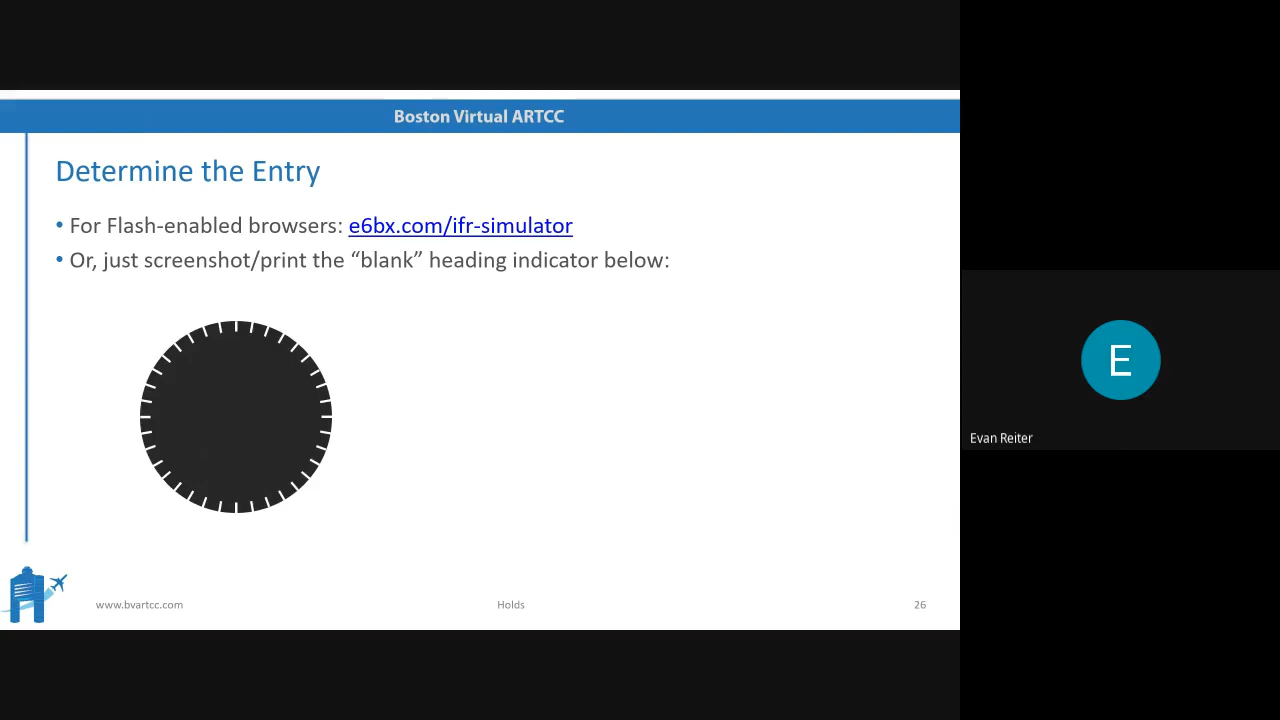 Boston Virtual ARTCC
Determine the Entry
• For Flash-enabled browsers: e6bx.com/ifr-simulator
• Or, just screenshot/print the “blank” heading indicator below:
E
Evan Reiter
www.bvartcc.com
Holds
26